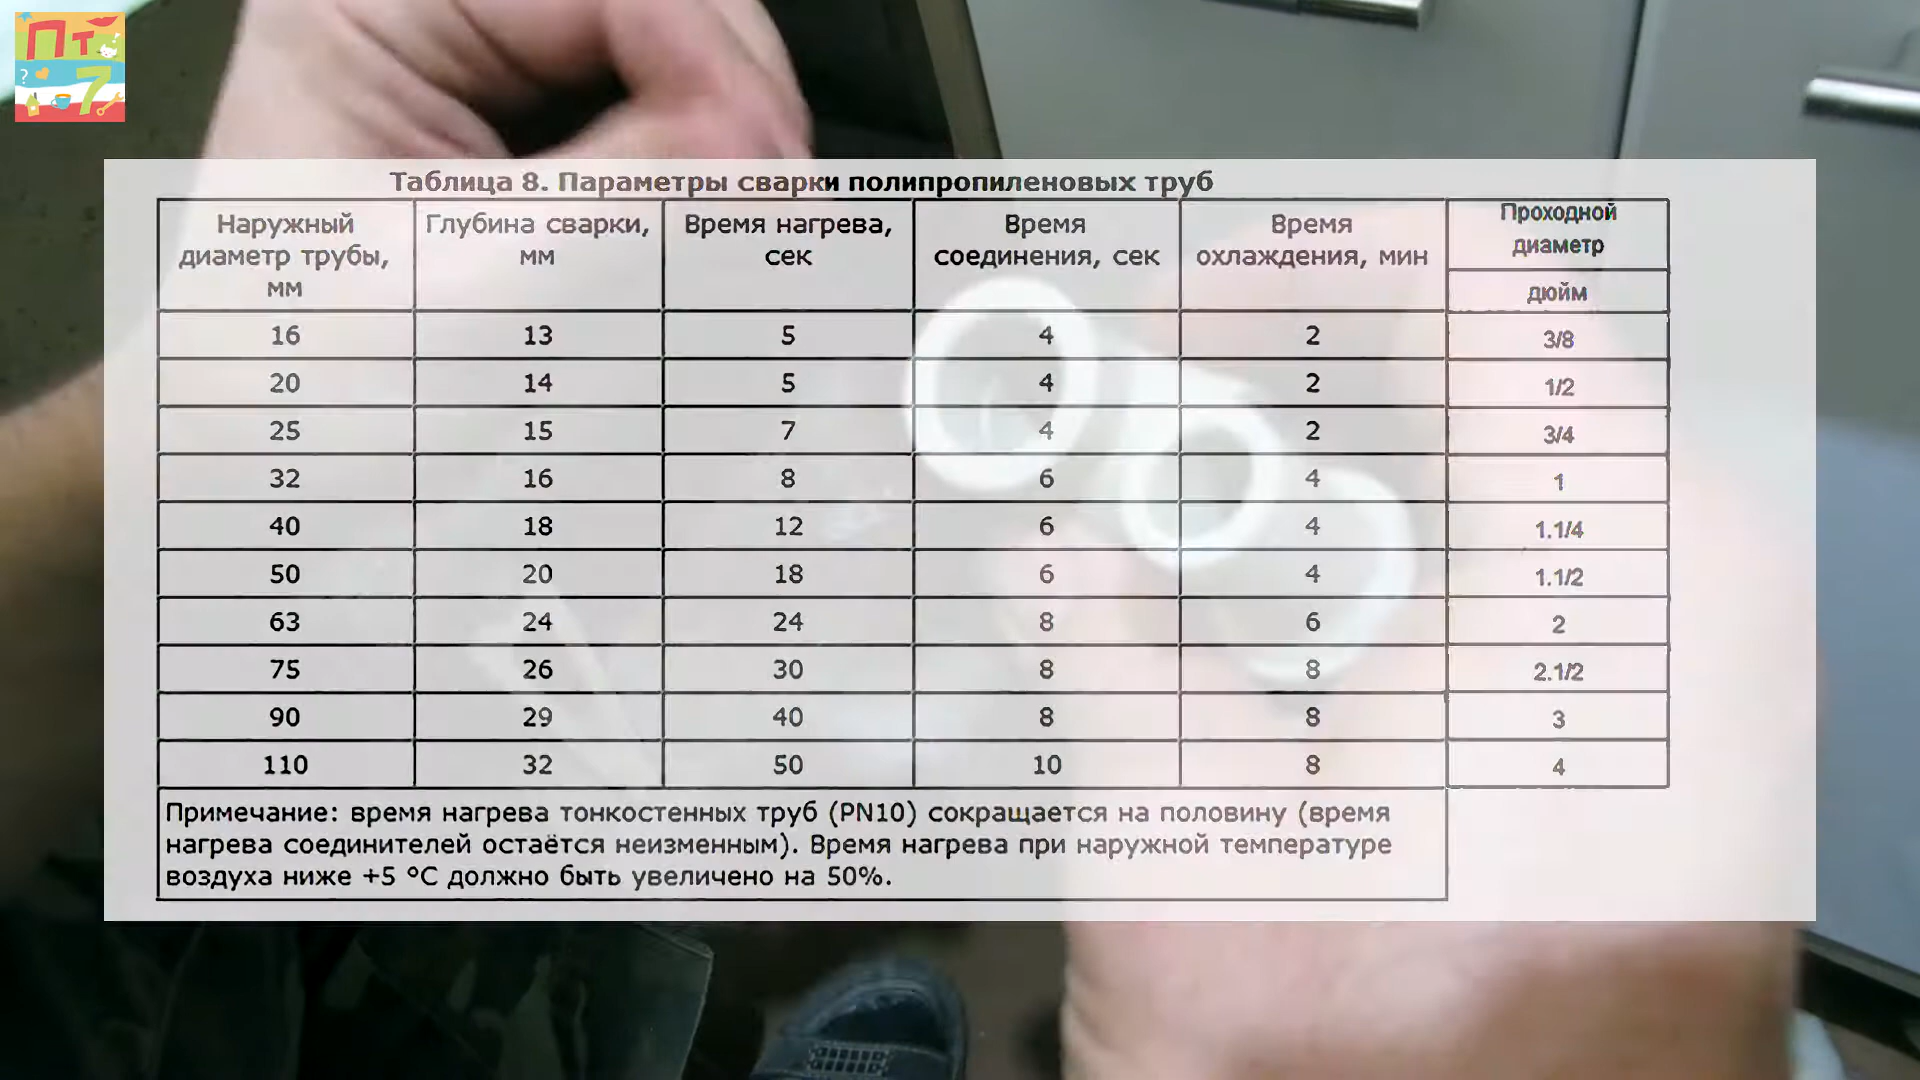 Пт
?
7
Таблица 8. Параметры сварки полипропиленовых труб
Наружный диаметр трубы, мм
Глубина сварки, мм
Время нагрева, сек
Время соединения, сек
Время охлаждения, мин
Проходной диаметр
дюйм
16 13 5 4 2 3/8
20 14 5 4 2 1/2
25 15 7 4 2 3/4
32 16 8 6 4 1
40 18 12 6 4 1.1/4
50 20 18 6 4 1.1/2
63 24 24 8 6 2
75 26 30 8 8 2.1/2
90 29 40 8 8 3
110 32 50 10 8 4
Примечание: время нагрева тонкостенных труб (PN10) сокращается на половину (время
нагрева соединителей остаётся неизменным). Время нагрева при наружной температуре
воздуха ниже +5 ºC должно быть увеличено на 50%.